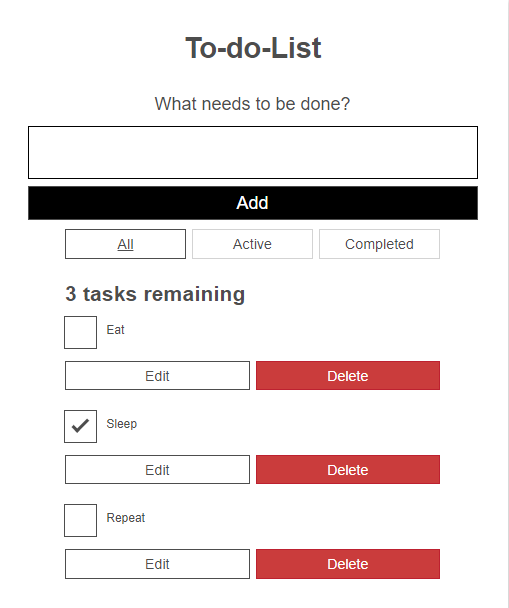 To-do-List
What needs to be done?
Add
All Active Completed
3 tasks remaining
Eat
Edit Delete
Sleep
Edit Delete
Repeat
Edit Delete